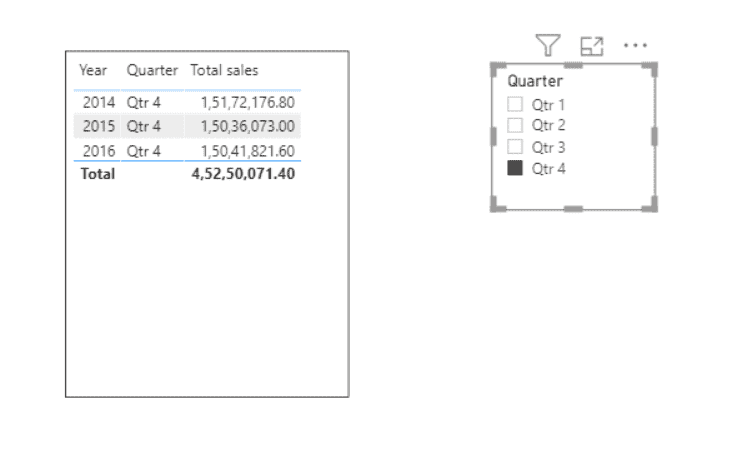 Year Quarter Total sales
2014 Qtr 4 1,51,72,176.80
2015 Qtr 4 1,50,36,073.00
2016 Qtr 4 1,50,41,821.60
Total 4,52,50,071.40
Quarter
Qtr 1
Qtr 2
Qtr 3
Qtr 4